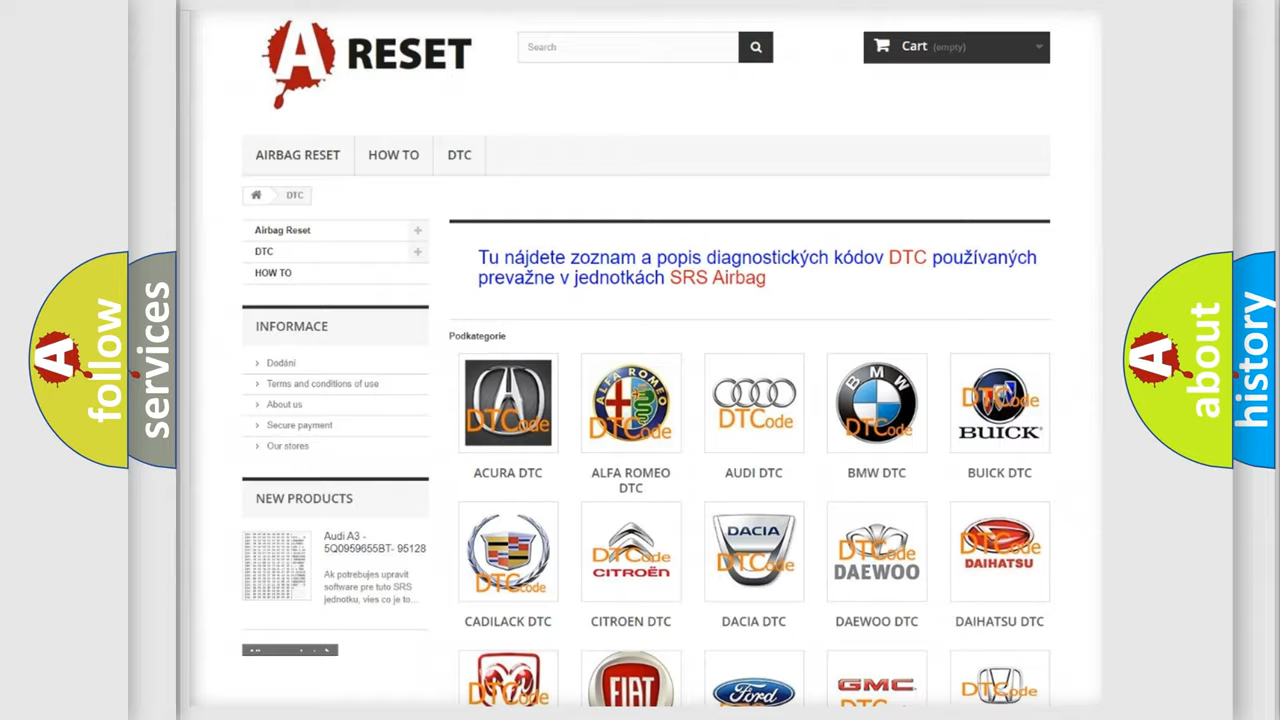 A RESET
Search
Cart (empty)
AIRBAG RESET
HOW TO
DTC
DTC
Airbag Reset
DTC
HOW TO
Tu nájdete zoznam a popis diagnostických kódov DTC používaných
prevažne v jednotkách SRS Airbag
INFORMACE
Dodání
Terms and conditions of use
About us
Secure payment
Our stores
NEW PRODUCTS
Audi A3 -
5Q0959655BT- 95128
Ak potrebujes upravit
software pre tuto SRS
jednotku, vies co je to...
Podkategorie
DTCode
ALFA ROMEO
DTCode
DTCode
BMW
DTCode
DTCode
BUICK
ACURA DTC
ALFA ROMEO
DTC
AUDI DTC
BMW DTC
BUICK DTC
DTCode
DTCode
CITROËN
DACIA
DTCode
DTCode
DAEWOO
DTCode
DAIHATSU
CADILACK DTC
CITROEN DTC
DACIA DTC
DAEWOO DTC
DAIHATSU DTC
DTCode
FIAT
Ford
GMC
DTCode
A follow
services
A about
history